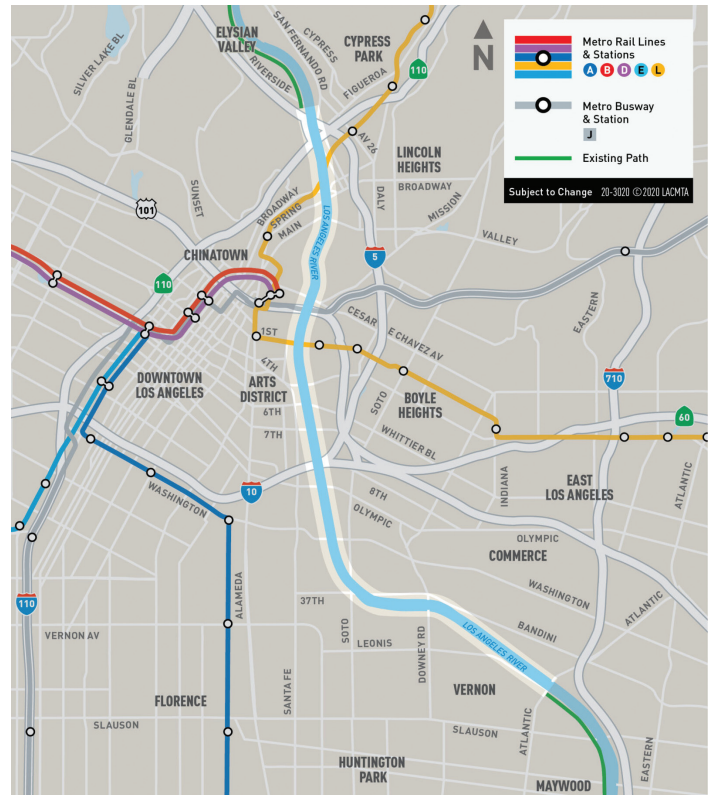 ELYSIAN
VALLEY
SAN FERNANDO RD
CYPRESS
CYPRESS
PARK
SILVER LAKE BL
GLENDALE BL
RIVERSIDE
FIGUEROA
110
N
Metro Rail Lines
& Stations
A B D E L
Metro Busway
& Station
J
Existing Path
Subject to Change 20-3020 ©2020 LACMTA
AV 26
LINCOLN
HEIGHTS
BROADWAY
DALY
MISSION
101
SUNSET
BROADWAY
SPRING
MAIN
LOS ANGELES RIVER
VALLEY
CHINATOWN
5
110
EASTERN
CESAR E CHAVEZ AV
1ST
4TH
DOWNTOWN
LOS ANGELES
ARTS
DISTRICT
6TH
7TH
SOTO
BOYLE
HEIGHTS
710
60
WHITTIER BL
INDIANA
EAST
LOS ANGELES
ATLANTIC
10
WASHINGTON
8TH
OLYMPIC
OLYMPIC
COMMERCE
WASHINGTON
ATLANTIC
BANDINI
110
ALAMEDA
37TH
SOTO
LEONIS
DOWNEY RD
LOS ANGELES RIVER
VERNON AV
SANTA FE
FLORENCE
VERNON
SLAUSON
SLAUSON
ATLANTIC
EASTERN
HUNTINGTON
PARK
MAYWOOD